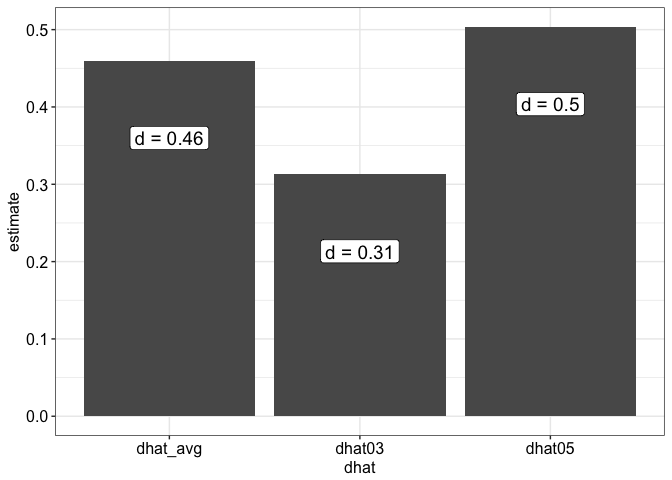 estimate
0.5
0.4
0.3
0.2
0.1
0.0
d = 0.46
d = 0.31
d = 0.5
dhat_avg
dhat03
dhat05
dhat